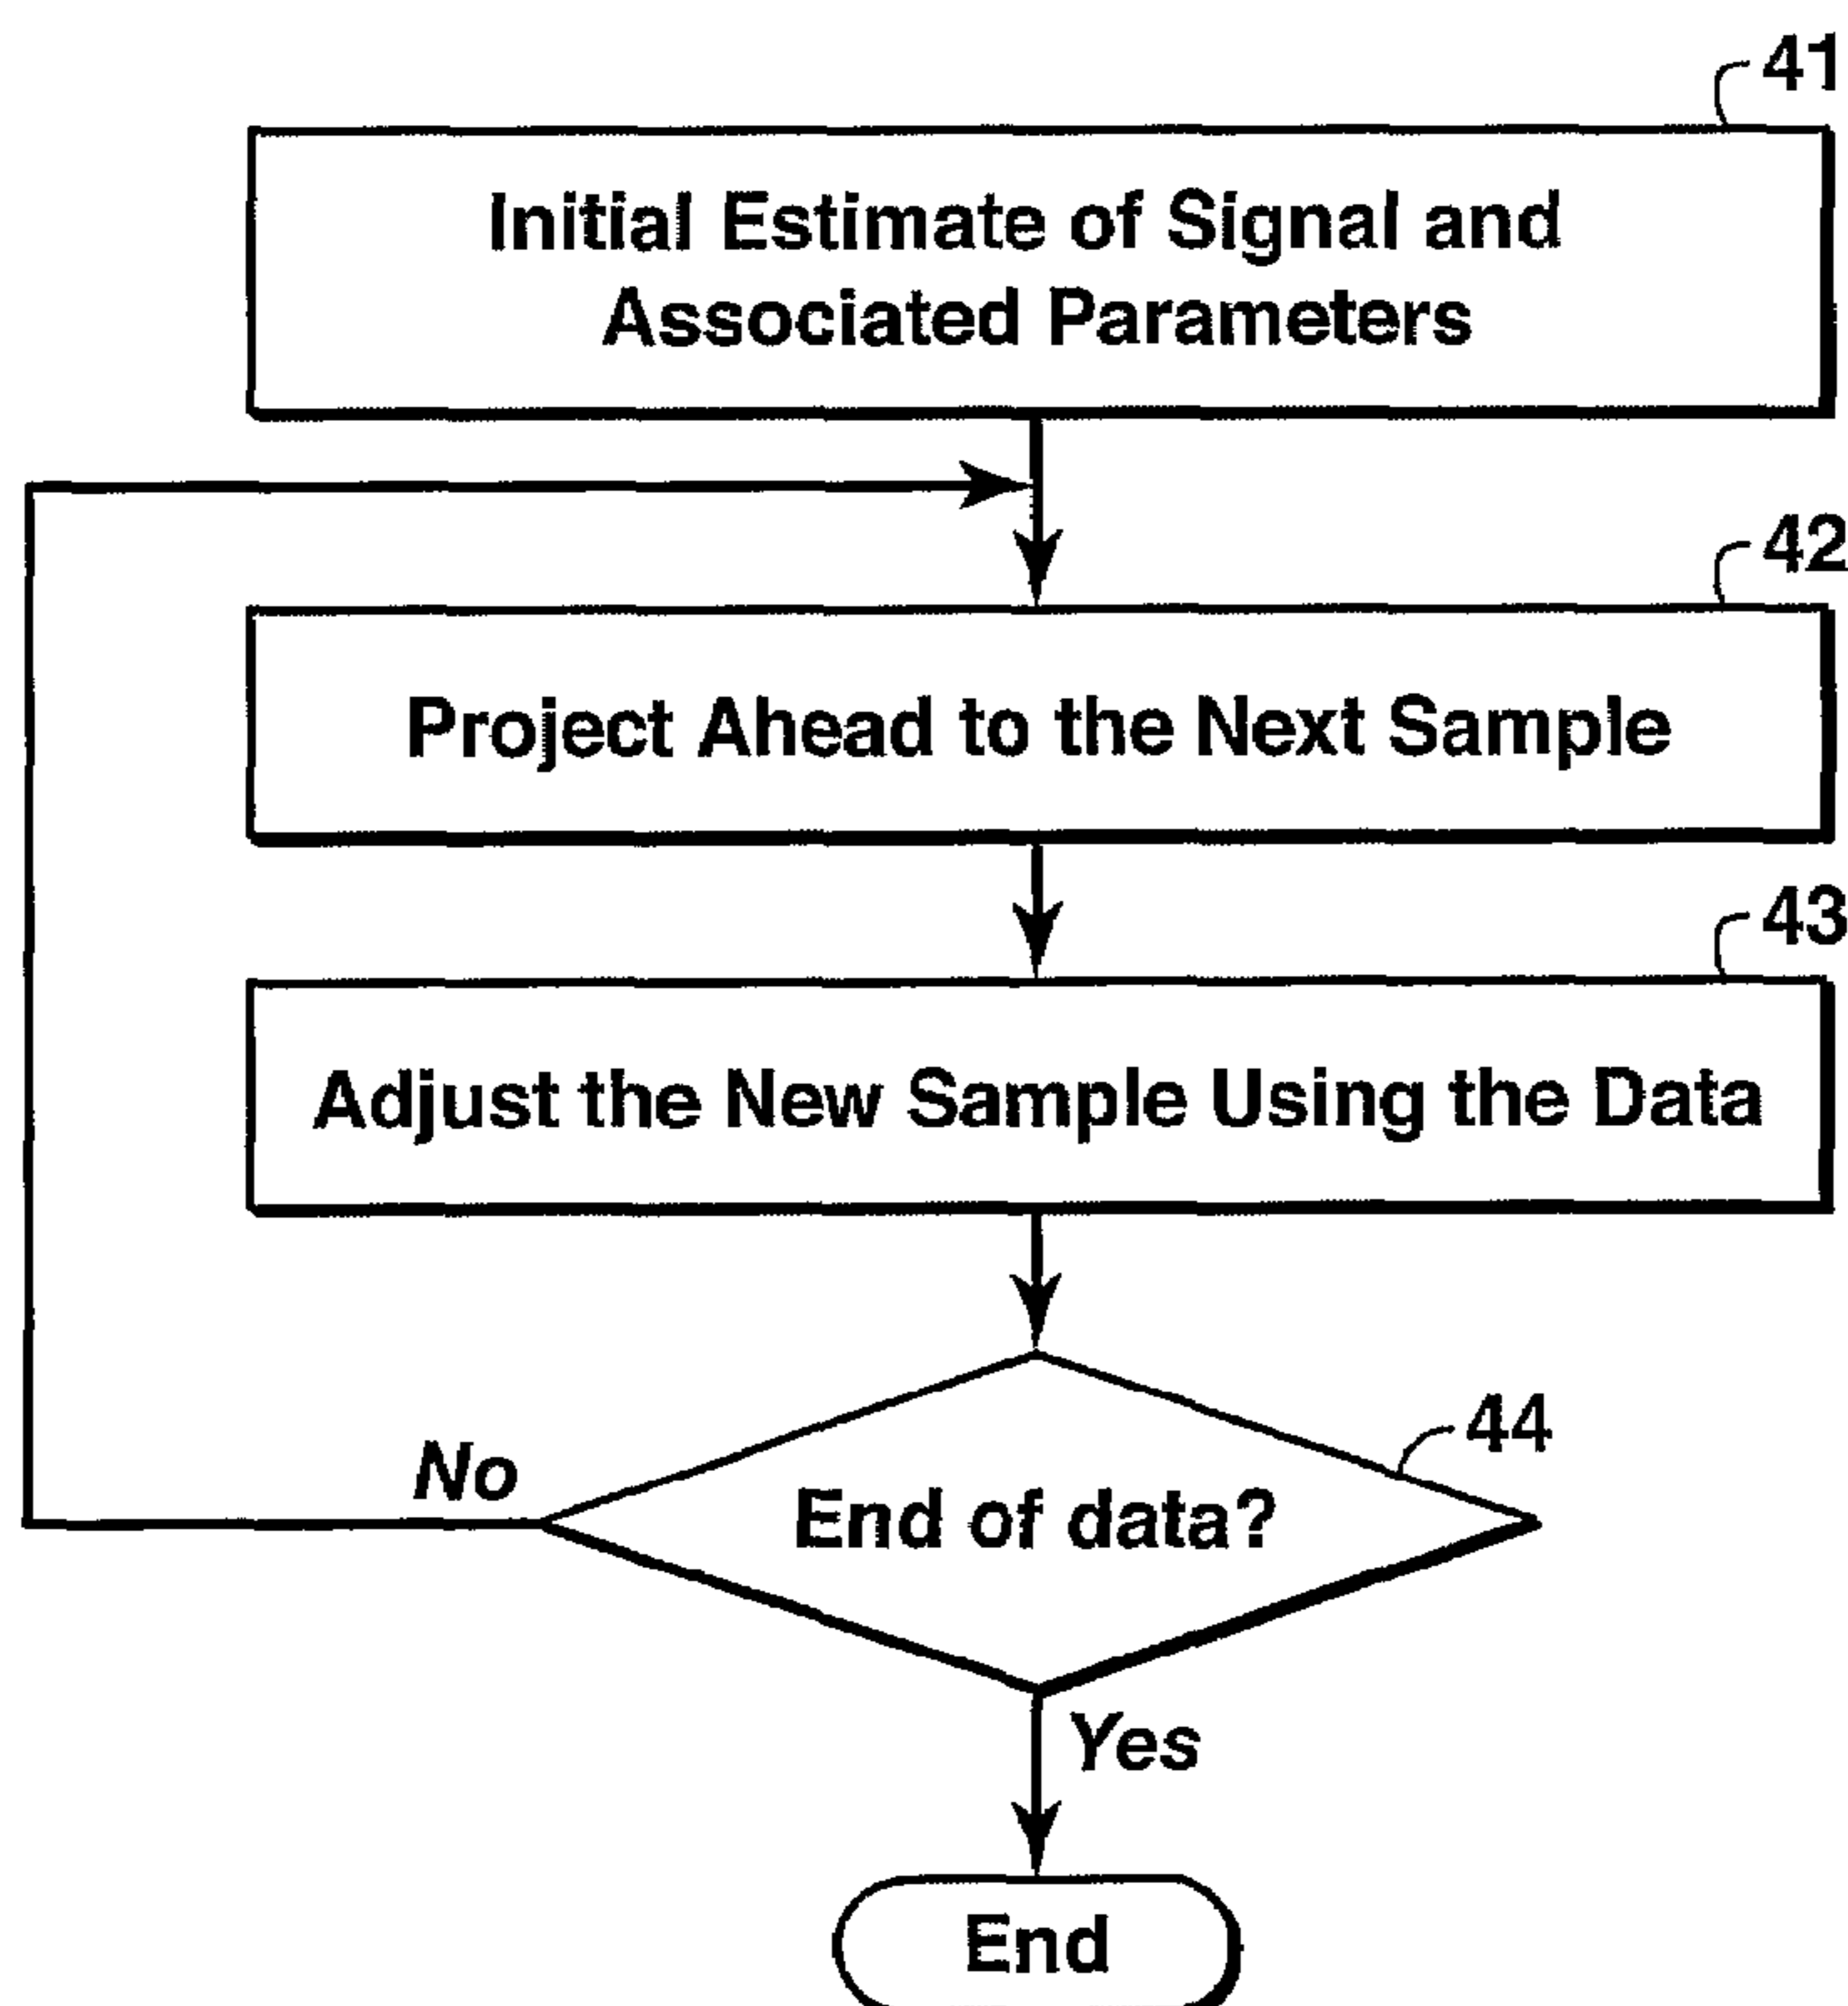 41
Initial Estimate of Signal and
Associated Parameters
42
Project Ahead to the Next Sample
43
Adjust the New Sample Using the Data
44
No
End of data?
Yes
End